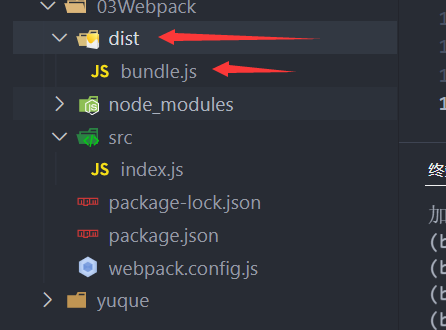 03Webpack
dist
JS bundle.js
node_modules
src
JS index.js
package-lock.json
package.json
webpack.config.js
yuque
1
加
(b
(b
(b
(b